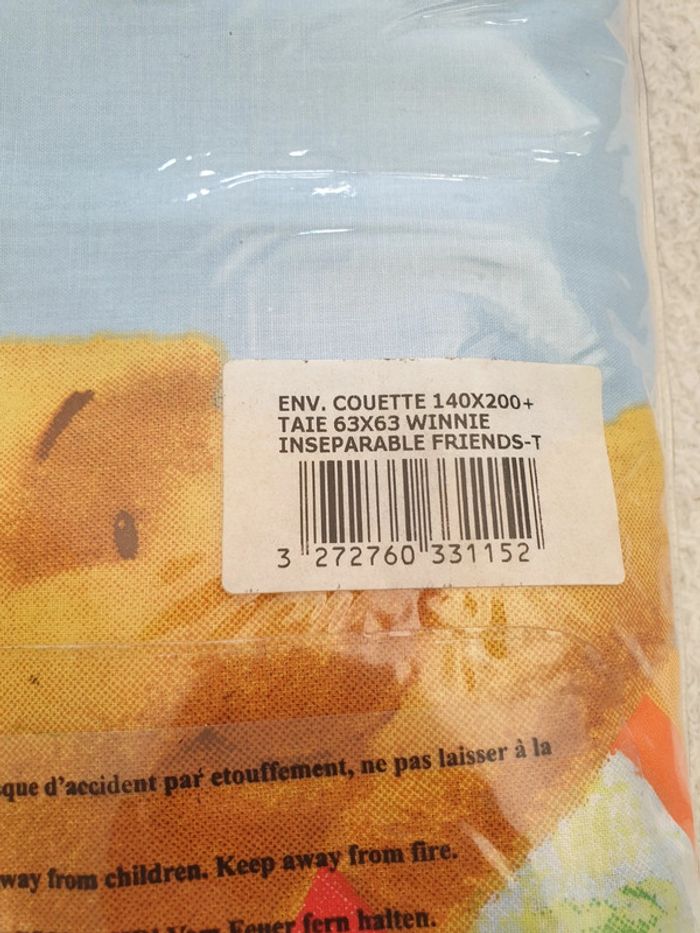 ENV. COUETTE 140X200+
TAIE 63X63 WINNIE
INSEPARABLE FRIENDS-T
3 272760 331152
que d'accident par etouffement, ne pas laisser à la
way from children. Keep away from fire.
Vom Feuer fern halten.